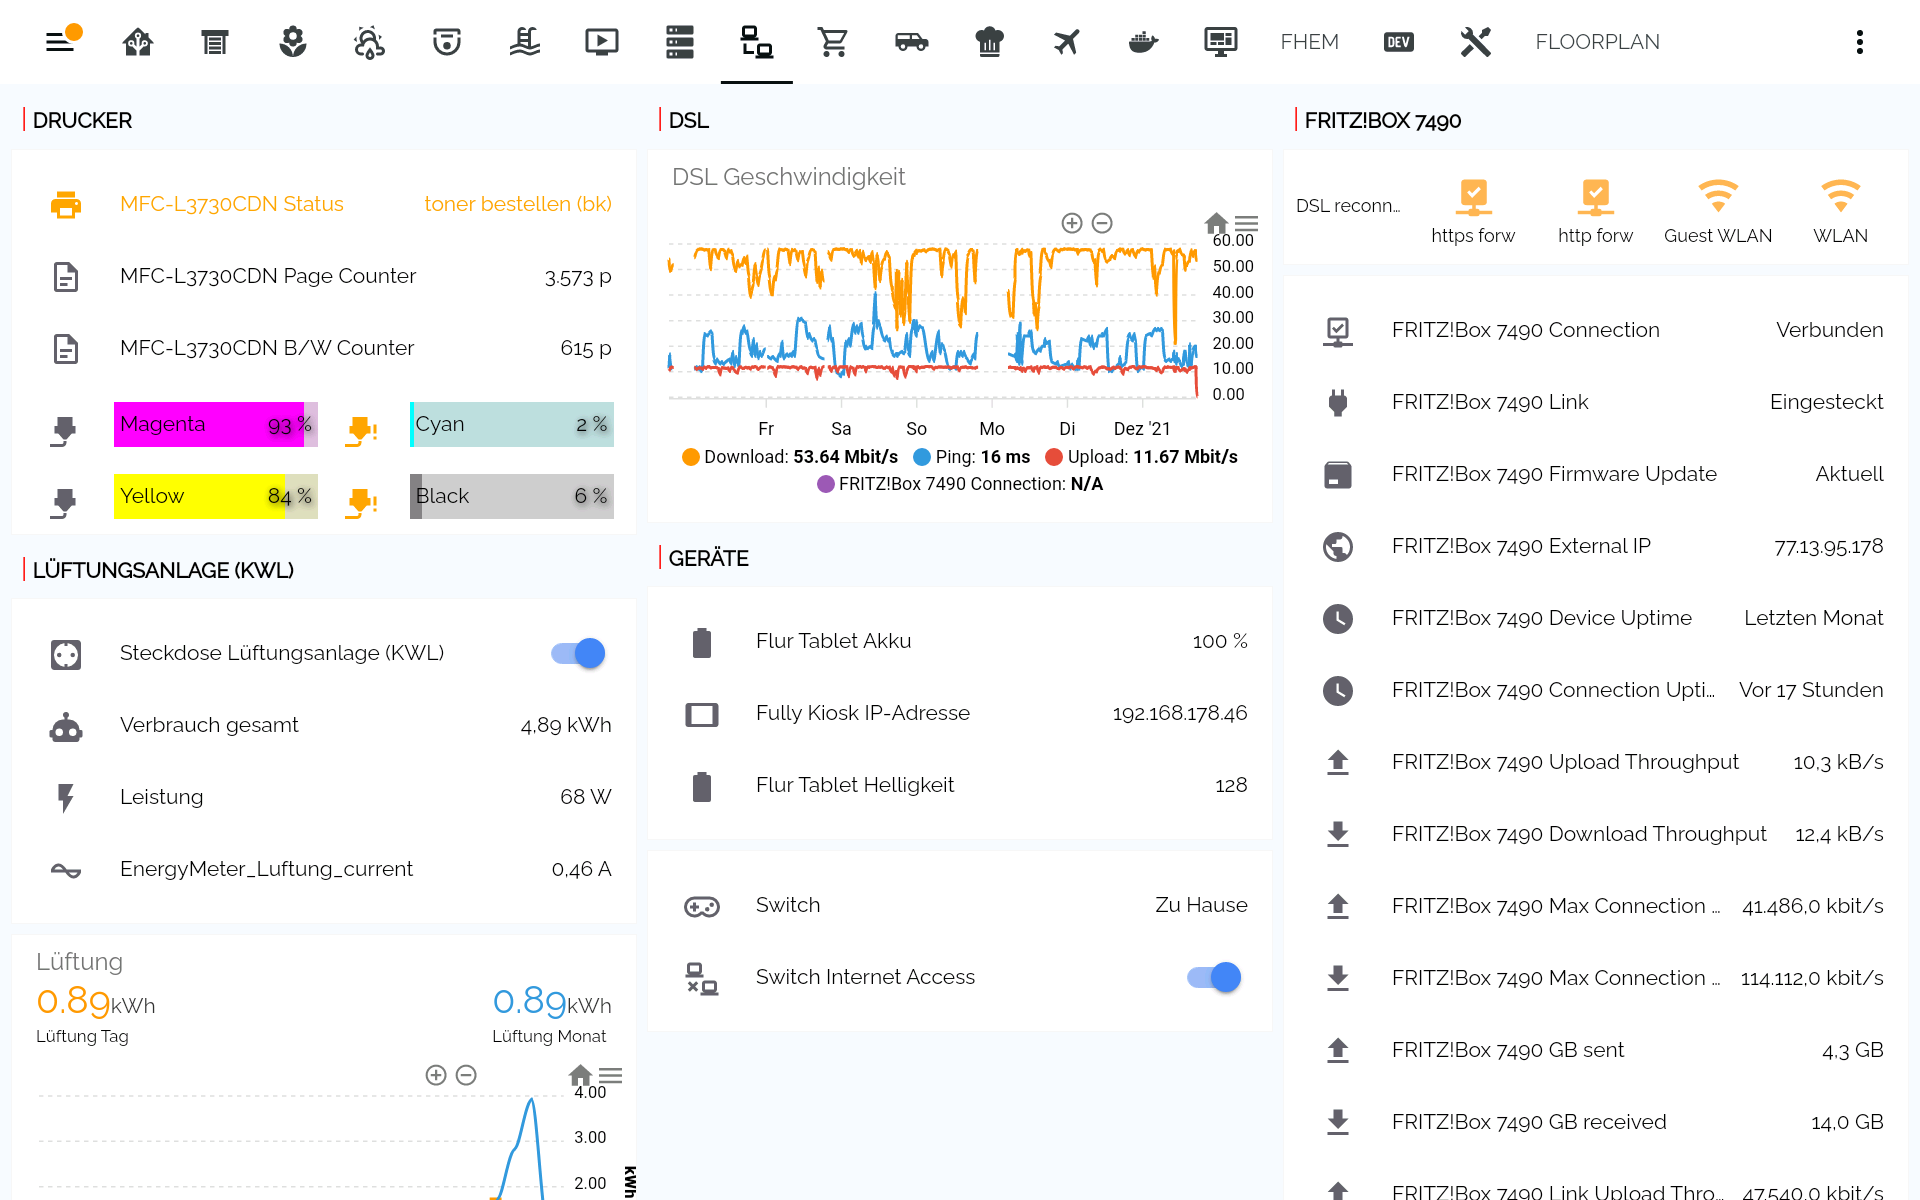 FHEM
DEV
FLOORPLAN
DRUCKER
MFC-L3730CDN Status toner bestellen (bk)
MFC-L3730CDN Page Counter 3.573 p
MFC-L3730CDN B/W Counter 615 p
Magenta 93 % Cyan 2 %
Yellow 84 % Black 6 %
LÜFTUNGSANLAGE (KWL)
Steckdose Lüftungsanlage (KWL)
Verbrauch gesamt 4,89 kWh
Leistung 68 W
EnergyMeter_Luftung_current 0,46 A
Lüftung
0.89kWh 0.89kWh
Lüftung Tag Lüftung Monat
4.00
3.00
2.00
kWh
DSL
DSL Geschwindigkeit
60.00
50.00
40.00
30.00
20.00
10.00
0.00
Fr Sa So Mo Di Dez '21
Download: 53.64 Mbit/s Ping: 16 ms Upload: 11.67 Mbit/s
FRITZ!Box 7490 Connection: N/A
GERÄTE
Flur Tablet Akku 100 %
Fully Kiosk IP-Adresse 192.168.178.46
Flur Tablet Helligkeit 128
Switch Zu Hause
Switch Internet Access
FRITZ!BOX 7490
DSL reconn... https forw http forw Guest WLAN WLAN
FRITZ!Box 7490 Connection Verbunden
FRITZ!Box 7490 Link Eingesteckt
FRITZ!Box 7490 Firmware Update Aktuell
FRITZ!Box 7490 External IP 77.13.95.178
FRITZ!Box 7490 Device Uptime Letzten Monat
FRITZ!Box 7490 Connection Upti... Vor 17 Stunden
FRITZ!Box 7490 Upload Throughput 10,3 kB/s
FRITZ!Box 7490 Download Throughput 12,4 kB/s
FRITZ!Box 7490 Max Connection ... 41.486,0 kbit/s
FRITZ!Box 7490 Max Connection ... 114.112,0 kbit/s
FRITZ!Box 7490 GB sent 4,3 GB
FRITZ!Box 7490 GB received 14,0 GB
FRITZ!Box 7490 Link Upload Thro... 47.540,0 kbit/s